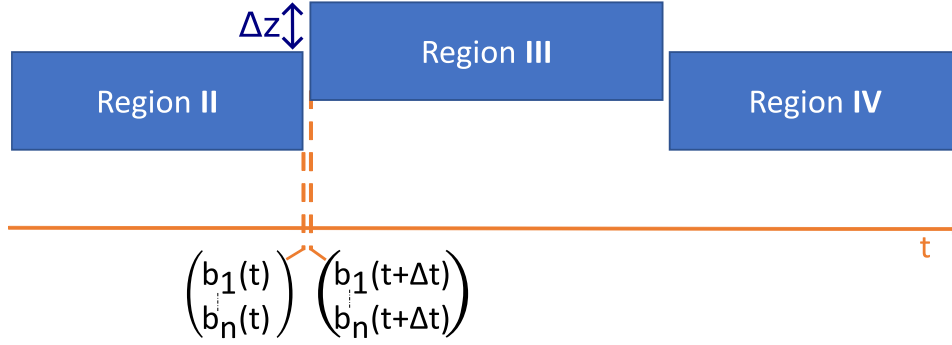 Δz
Region II
Region III
Region IV
t
b1(t)
bn(t)
b1(t+Δt)
bn(t+Δt)